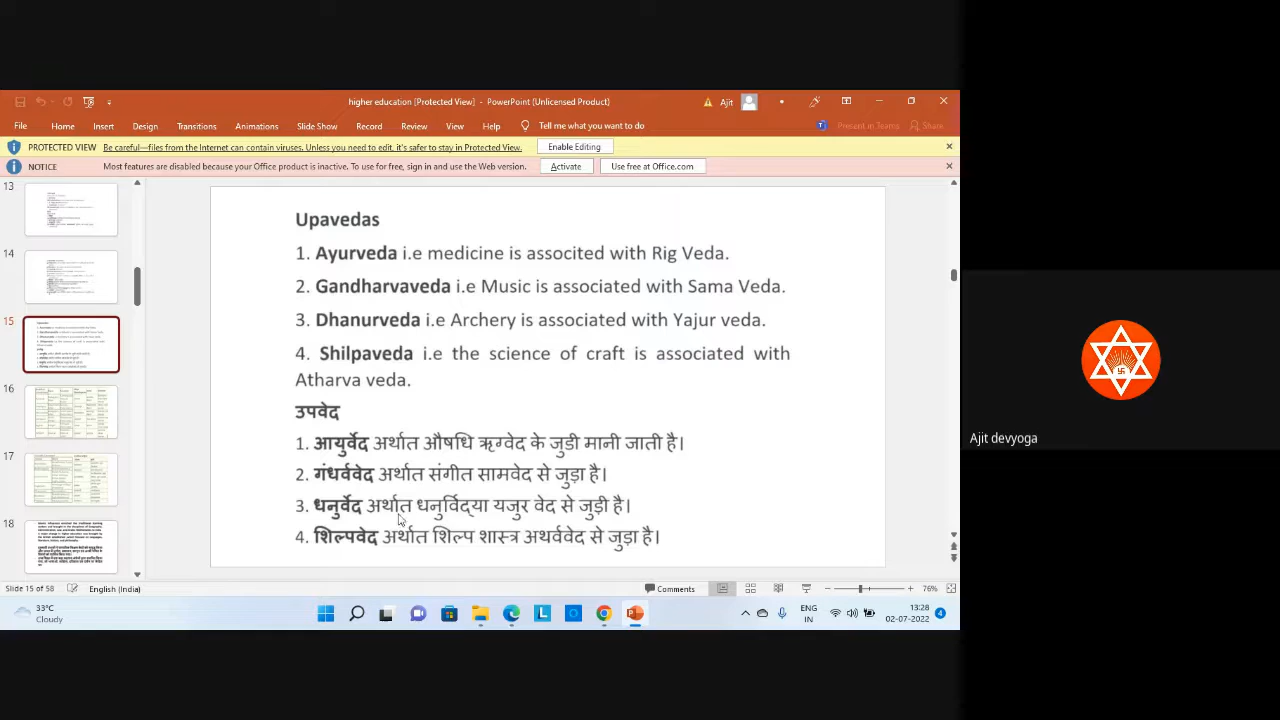 higher education [Protected View] - PowerPoint (Unlicensed Product)
Ajit
File Home Insert Design Transitions Animations Slide Show Record Review View Help Tell me what you want to do Present in Teams Share
PROTECTED VIEW Be careful—files from the Internet can contain viruses. Unless you need to edit, it's safer to stay in Protected View. Enable Editing
NOTICE Most features are disabled because your Office product is inactive. To use for free, sign in and use the Web version. Activate Use free at Office.com
13
14
15
16
17
18
Upavedas
1. Ayurveda i.e medicine is associted with Rig Veda.
2. Gandharvaveda i.e Music is associated with Sama Veda.
3. Dhanurveda i.e Archery is associated with Yajur veda.
4. Shilpaveda i.e the science of craft is associated with
Atharva veda.
उपवेद
1. आयुर्वेद अर्थात औषधि ऋग्वेद के जुडी मानी जाती है।
2. गंधर्ववेद अर्थात संगीत सामवेद से जुड़ा है।
3. धनुर्वेद अर्थात धनुर्विद्या यजुर वेद से जुड़ी है।
4. शिल्पवेद अर्थात शिल्प शास्त्र अथर्ववेद से जुड़ा है।
Ajit devyoga
Slide 15 of 58 English (India) Comments 76%
33°C
Cloudy
ENG
IN
13:28
02-07-2022
4